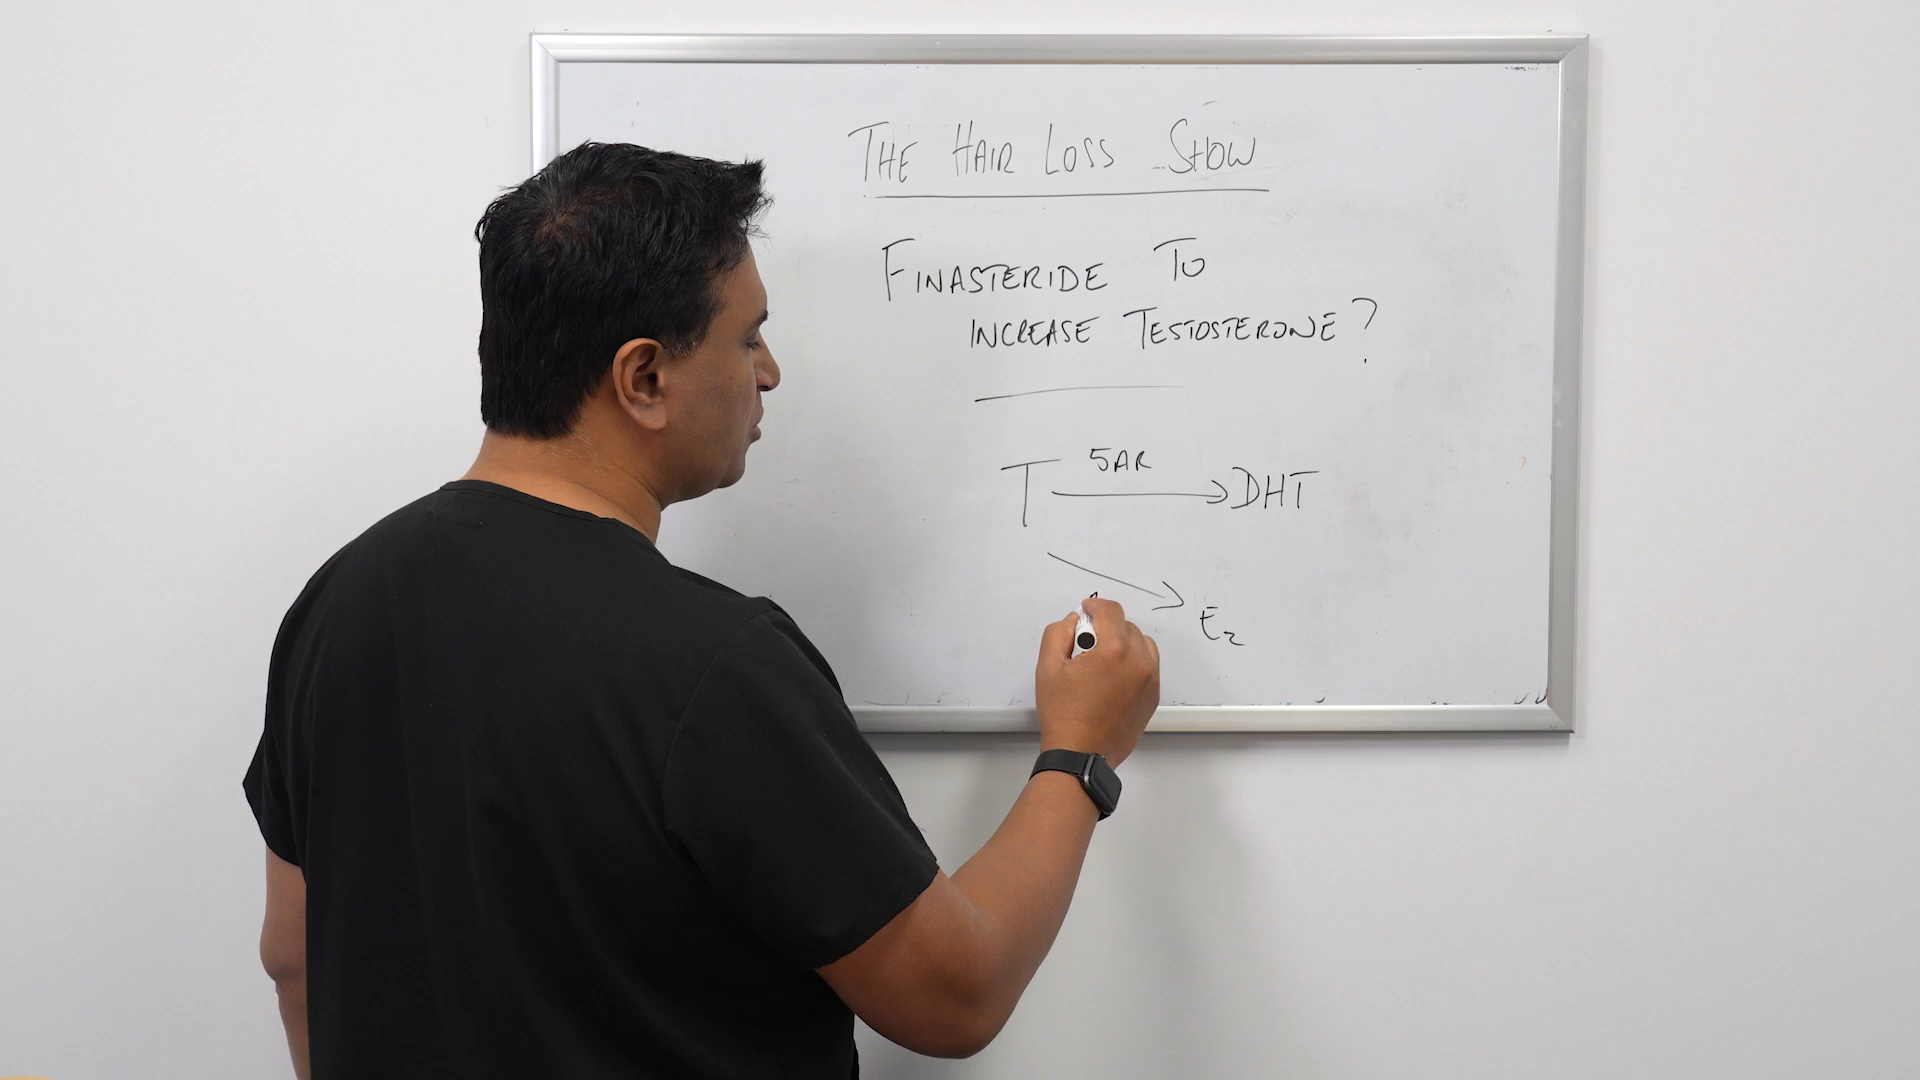 THE HAIR LOSS SHOW
FINASTERIDE TO
INCREASE TESTOSTERONE?
5AR
T → DHT
E2